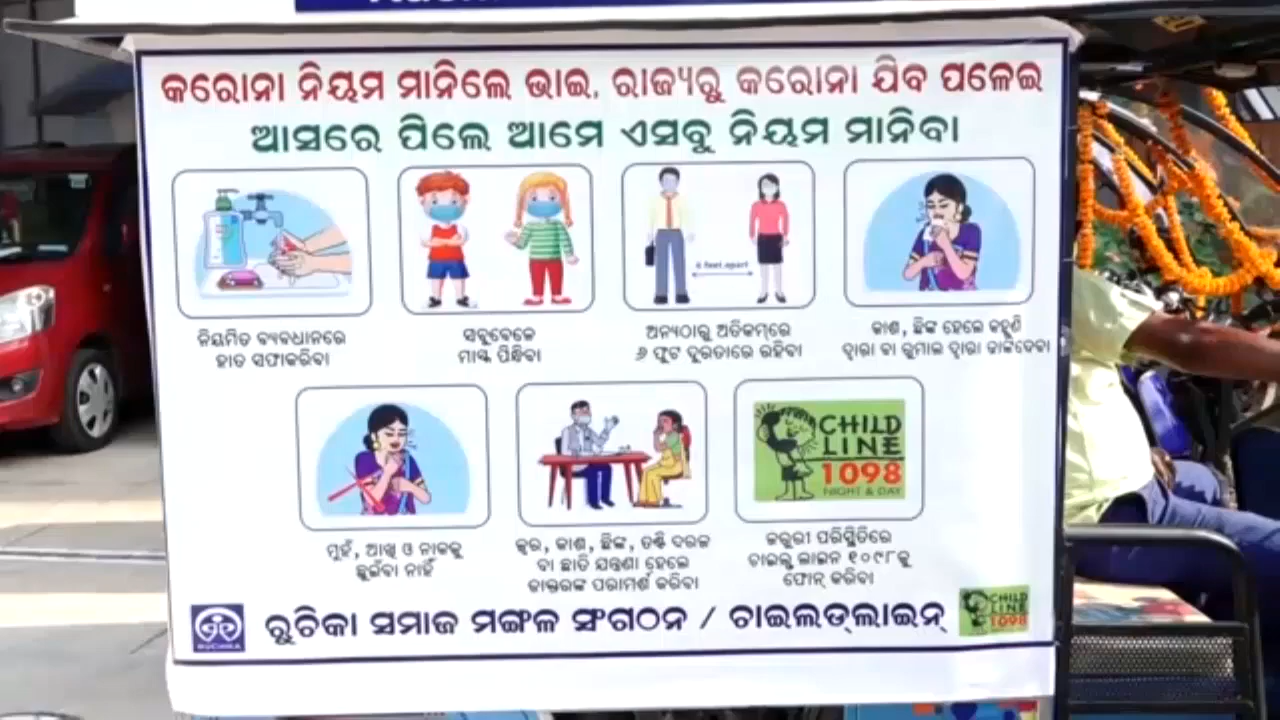 କରୋନା ନିୟମ ମାନିଲେ ଭାଇ, ରାଜ୍ୟରୁ କରୋନା ଯିବ ପଳେଇ
ଆସରେ ପିଲେ ଆମେ ଏସବୁ ନିୟମ ମାନିବା
6 feet apart
ନିୟମିତ ବ୍ୟବଧାନରେ
ହାତ ସଫାକରିବା
ସବୁବେଳେ
ମାସ୍କ ପିନ୍ଧିବା
ଅନ୍ୟଠାରୁ ଅତିକମ୍‌ରେ
୬ ଫୁଟ ଦୂରତାରେ ରହିବା
କାଶ, ଛିଙ୍କ ହେଲେ କହୁଣି
ଦ୍ୱାରା ବା ରୁମାଲ ଦ୍ୱାରା ଢାଙ୍କିଦେବା
CHILD
LINE
1098
NIGHT & DAY
ମୁହଁ, ଆଖି ଓ ନାକକୁ
ଛୁଇଁବା ନାହିଁ
ଜ୍ୱର, କାଶ, ଛିଙ୍କ, ତଣ୍ଟି ଦରଜ
ବା ଛାତି ଯନ୍ତ୍ରଣା ହେଲେ
ଡାକ୍ତରଙ୍କ ପରାମର୍ଶ କରିବା
ଜରୁରୀ ପରିସ୍ଥିତିରେ
ଚାଇଲ୍ଡ ଲାଇନ ୧୦୯୮କୁ
ଫୋନ୍ କରିବା
RUCHIKA
ରୁଚିକା ସମାଜ ମଙ୍ଗଳ ସଂଗଠନ / ଚାଇଲଡ୍‌ଲାଇନ୍
CHILD
LINE
1098